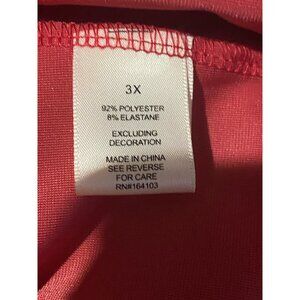 3X
92% POLYESTER
8% ELASTANE
EXCLUDING
DECORATION
MADE IN CHINA
SEE REVERSE
FOR CARE
RN#164103